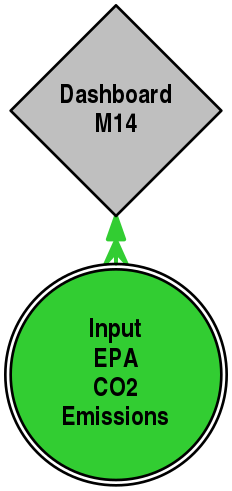 Dashboard
M14
Input
EPA
CO2
Emissions